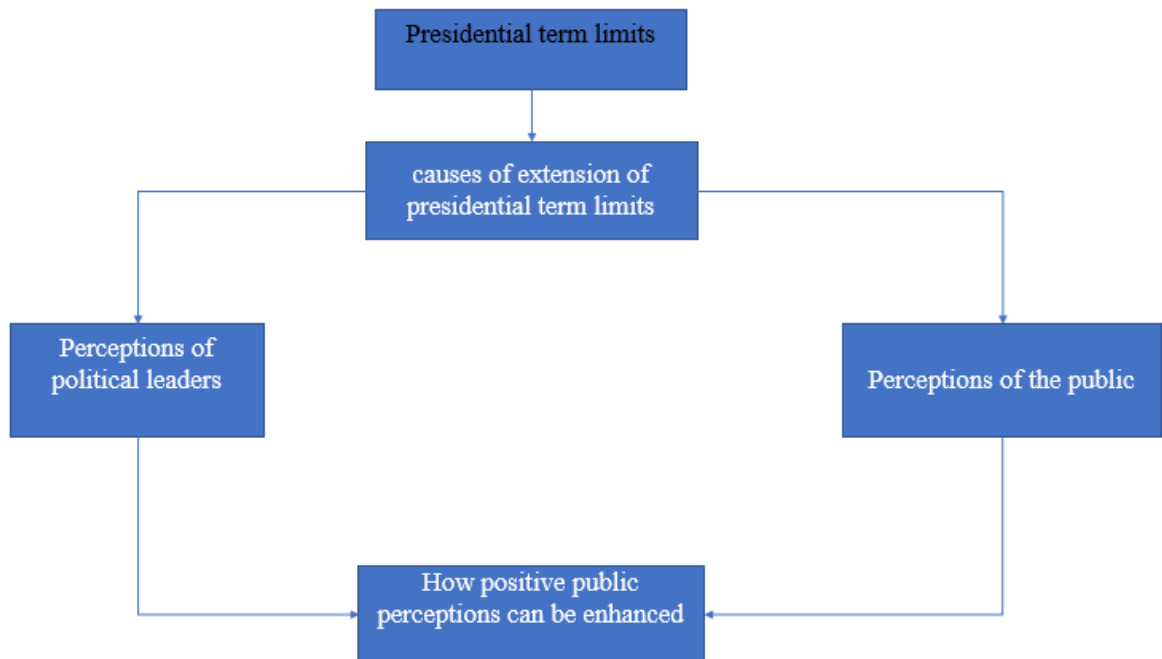 Presidential term limits
causes of extension of
presidential term limits
Perceptions of
political leaders
Perceptions of the public
How positive public
perceptions can be enhanced